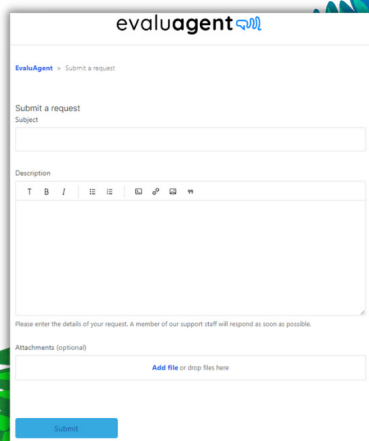 evaluagent
EvaluAgent > Submit a request
Submit a request
Subject
Description
T B I
Please enter the details of your request. A member of our support staff will respond as soon as possible.
Attachments (optional)
Add file or drop files here
Submit